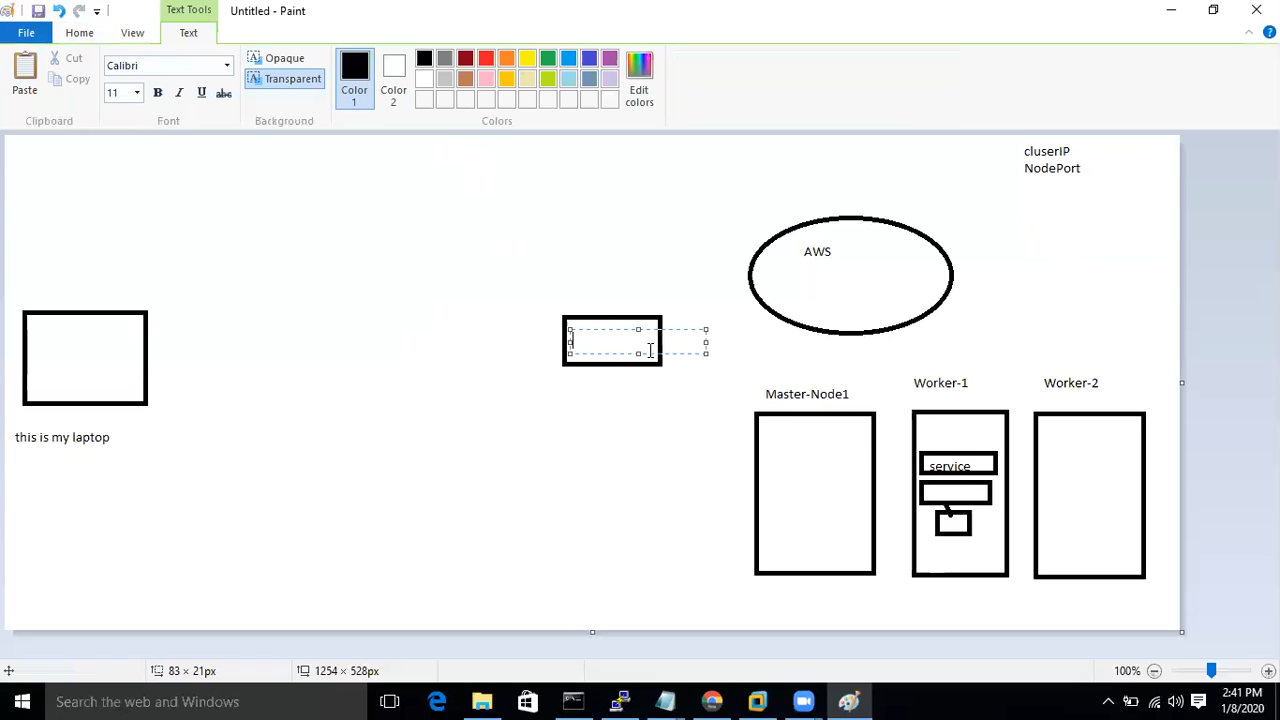 Text Tools
Untitled - Paint
File
Home
View
Text
Paste
Cut
Copy
Clipboard
Calibri
11
B I U abc
Font
Opaque
Transparent
Background
Color 1
Color 2
Edit colors
Colors
cluserIP
NodePort
AWS
this is my laptop
Master-Node1
Worker-1
Worker-2
service
83 × 21px
1254 × 528px
100%
Search the web and Windows
2:41 PM
1/8/2020